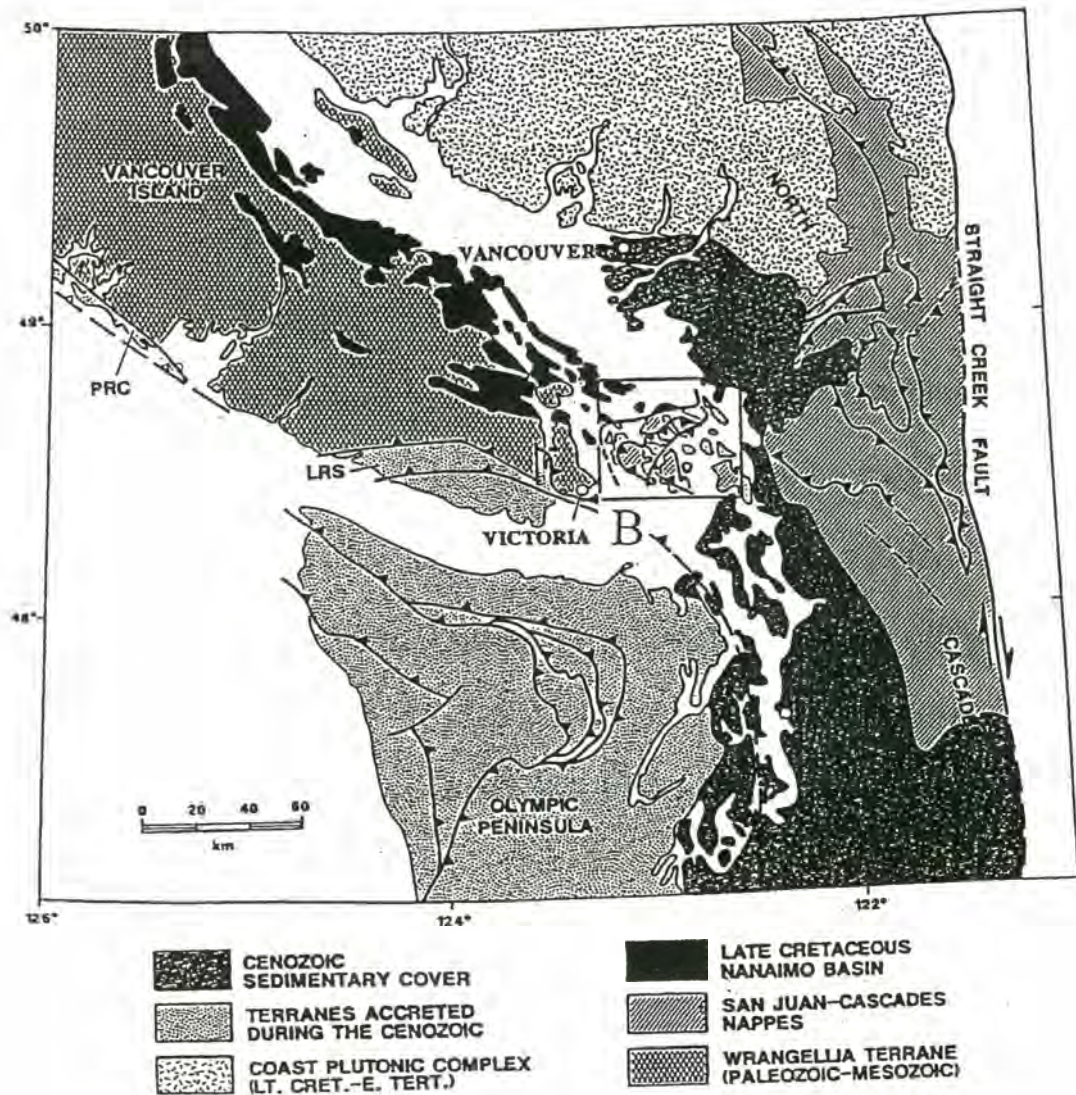 50°
VANCOUVER
ISLAND
NORTH
VANCOUVER
STRAIGHT CREEK FAULT
49°
PRC
LRS
VICTORIA
B
48°
CASCADE
0 20 40 60
km
OLYMPIC
PENINSULA
126°
124°
122°
CENOZOIC
SEDIMENTARY COVER
TERRANES ACCRETED
DURING THE CENOZOIC
COAST PLUTONIC COMPLEX
(LT. CRET.-E. TERT.)
LATE CRETACEOUS
NANAIMO BASIN
SAN JUAN-CASCADES
NAPPES
WRANGELLIA TERRANE
(PALEOZOIC-MESOZOIC)